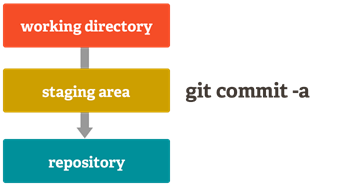 working directory
staging area
git commit -a
repository